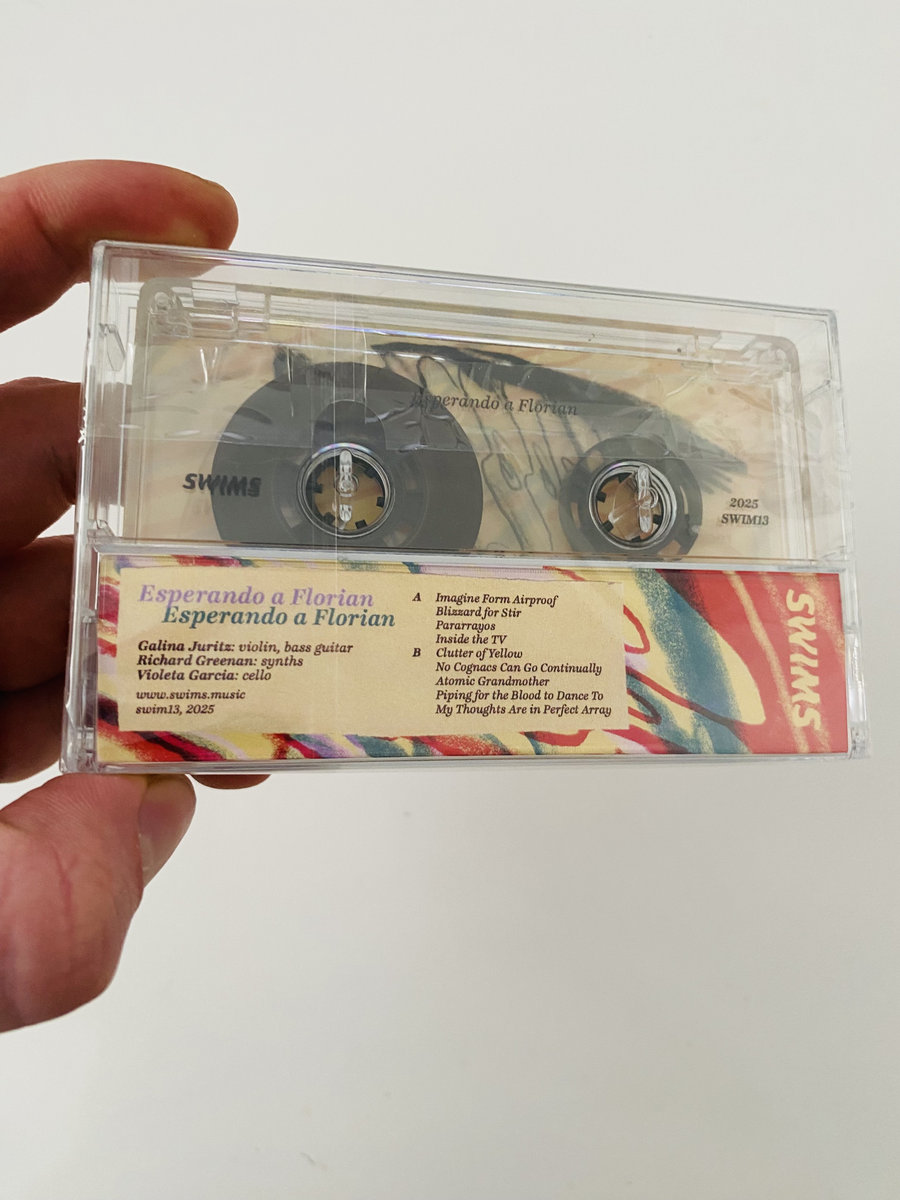 Esperando a Florian
SWIMS
2025
SWIM13
Esperando a Florian
Esperando a Florian
Galina Juritz: violin, bass guitar
Richard Greenan: synths
Violeta Garcia: cello
www.swims.music
swim13, 2025
A Imagine Form Airproof
Blizzard for Stir
Pararrayos
Inside the TV
B Clutter of Yellow
No Cognacs Can Go Continually
Atomic Grandmother
Piping for the Blood to Dance To
My Thoughts Are in Perfect Array
SWIMS